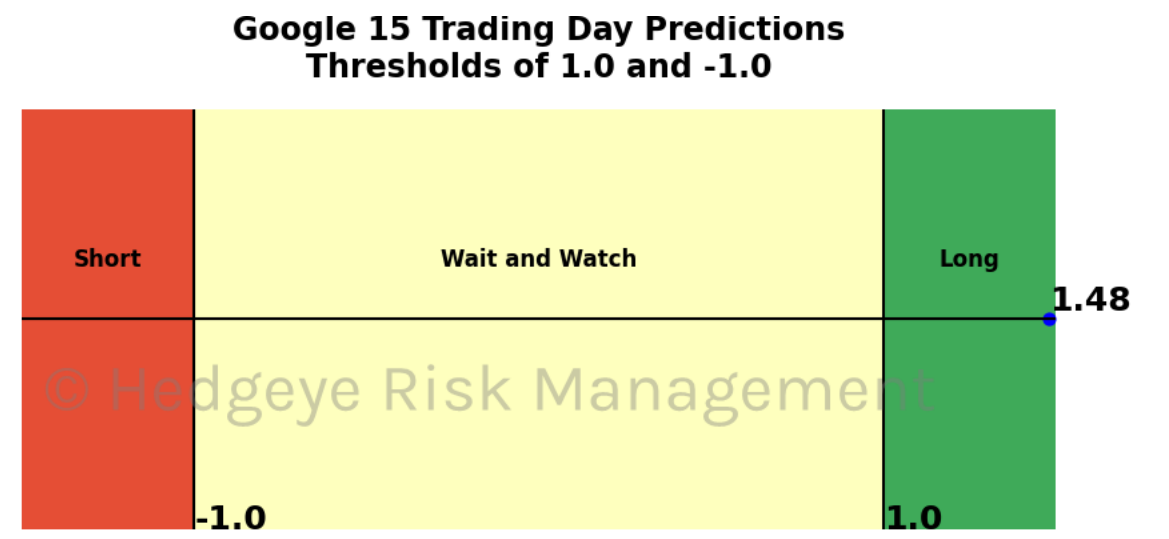 Google 15 Trading Day Predictions
Thresholds of 1.0 and -1.0
Short
Wait and Watch
Long
1.48
© Hedgeye Risk Management
-1.0
1.0